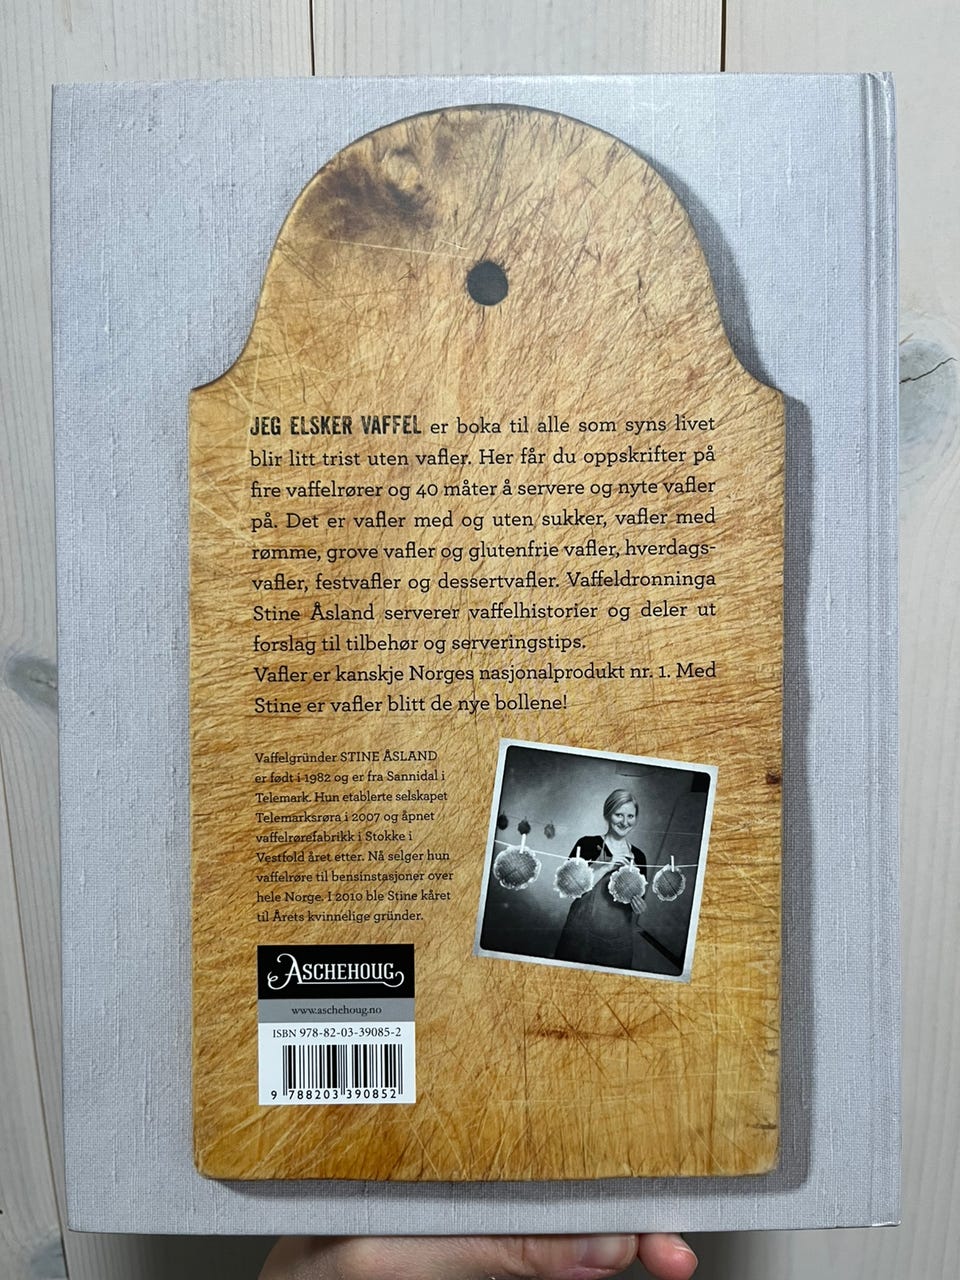 JEG ELSKER VAFFEL er boka til alle som syns livet
blir litt trist uten vafler. Her får du oppskrifter på
fire vaffelrører og 40 måter å servere og nyte vafler
på. Det er vafler med og uten sukker, vafler med
rømme, grove vafler og glutenfrie vafler, hverdags-
vafler, festvafler og dessertvafler. Vaffeldronninga
Stine Åsland serverer vaffelhistorier og deler ut
forslag til tilbehør og serveringstips.
Vafler er kanskje Norges nasjonalprodukt nr. 1. Med
Stine er vafler blitt de nye bollene!
Vaffelgründer STINE ÅSLAND
er født i 1982 og er fra Sannidal i
Telemark. Hun etablerte selskapet
Telemarksrøra i 2007 og åpnet
vaffelrørefabrikk i Stokke i
Vestfold året etter. Nå selger hun
vaffelrøre til bensinstasjoner over
hele Norge. I 2010 ble Stine kåret
til Årets kvinnelige gründer.
ASCHEHOUG
www.aschehoug.no
ISBN 978-82-03-39085-2
9 788203 390852